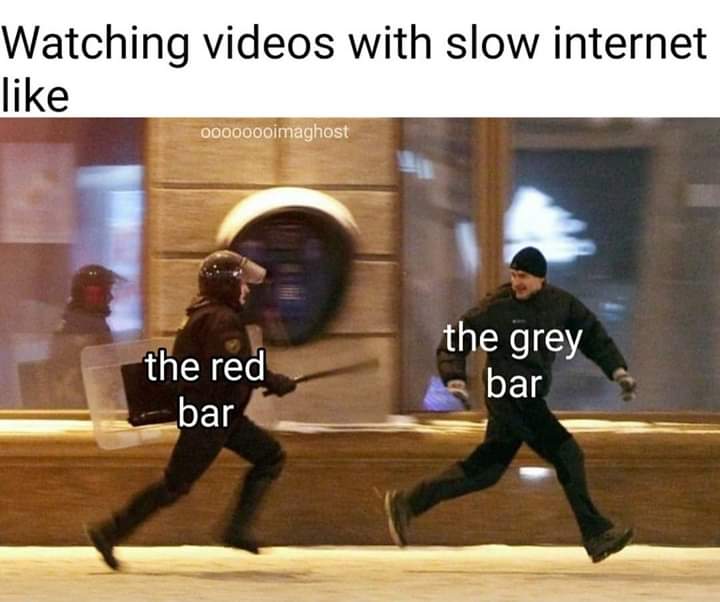 Watching videos with slow internet
like
ooooooooimaghost
the red
bar
the grey
bar